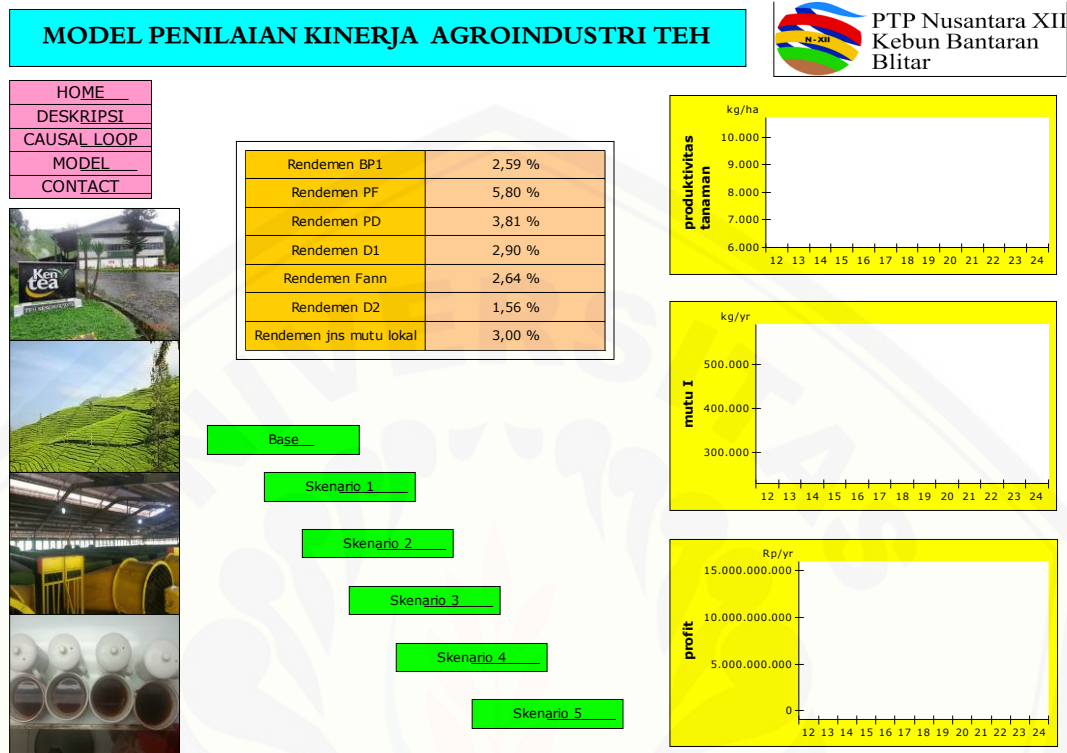 MODEL PENILAIAN KINERJA AGROINDUSTRI TEH
N-XII
PTP Nusantara XII
Kebun Bantaran
Blitar
HOME
DESKRIPSI
CAUSAL LOOP
MODEL
CONTACT
Ken
tea
Rendemen BP1 2,59 %
Rendemen PF 5,80 %
Rendemen PD 3,81 %
Rendemen D1 2,90 %
Rendemen Fann 2,64 %
Rendemen D2 1,56 %
Rendemen jns mutu lokal 3,00 %
Base
Skenario 1
Skenario 2
Skenario 3
Skenario 4
Skenario 5
kg/ha
produktivitas
tanaman
10.000
9.000
8.000
7.000
6.000
12 13 14 15 16 17 18 19 20 21 22 23 24
kg/yr
mutu I
500.000
400.000
300.000
12 13 14 15 16 17 18 19 20 21 22 23 24
Rp/yr
profit
15.000.000.000
10.000.000.000
5.000.000.000
0
12 13 14 15 16 17 18 19 20 21 22 23 24
UNIVERSITAS